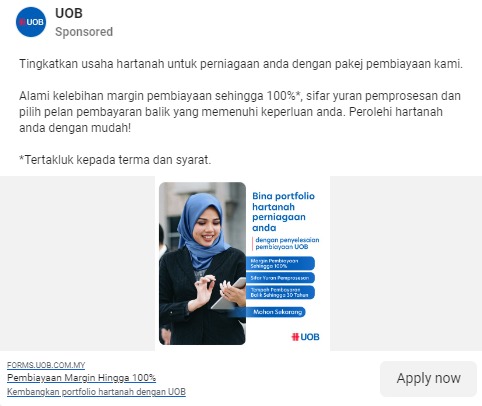 UOB
UOB
Sponsored
Tingkatkan usaha hartanah untuk perniagaan anda dengan pakej pembiayaan kami.
Alami kelebihan margin pembiayaan sehingga 100%*, sifar yuran pemprosesan dan
pilih pelan pembayaran balik yang memenuhi keperluan anda. Perolehi hartanah
anda dengan mudah!
*Tertakluk kepada terma dan syarat.
Bina portfolio
hartanah
perniagaan
anda
dengan penyelesaian
pembiayaan UOB
Margin Pembiayaan
Sehingga 100%
Sifar Yuran Pemprosesan
Tempoh Pembayaran
Balik Sehingga 30 Tahun
Mohon Sekarang
UOB
FORMS.UOB.COM.MY
Pembiayaan Margin Hingga 100%
Kembangkan portfolio hartanah dengan UOB
Apply now